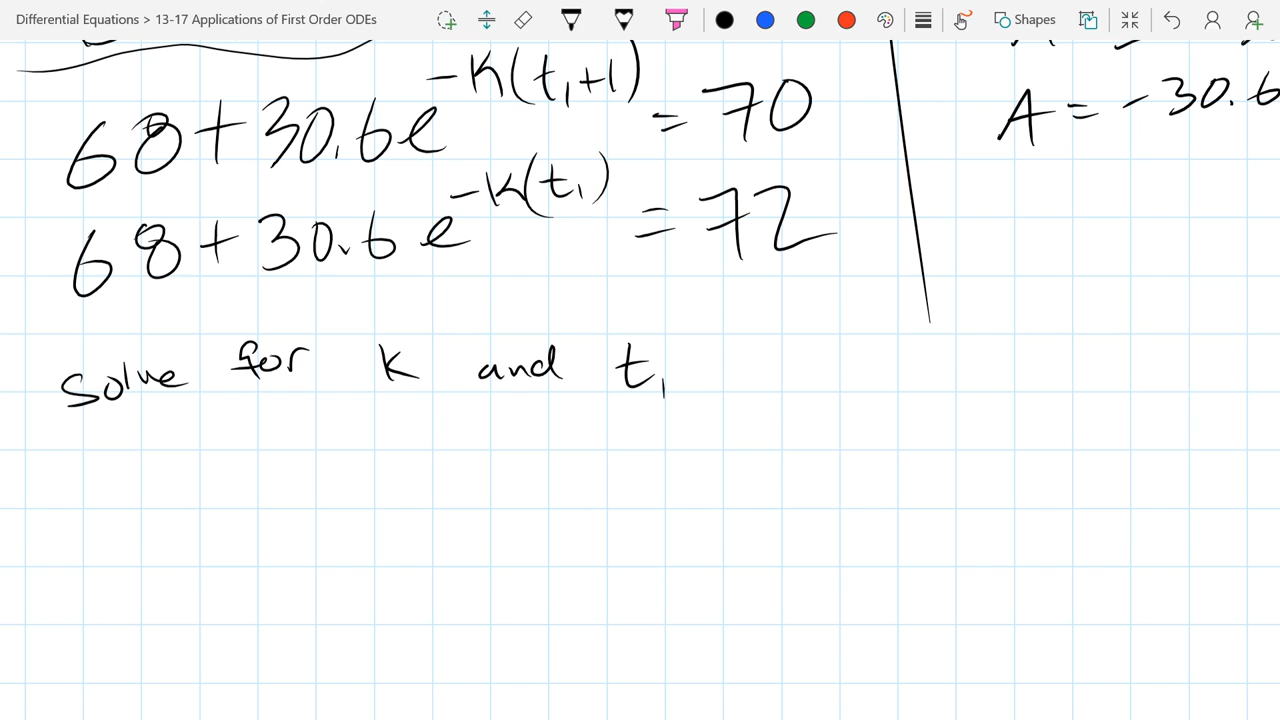 Differential Equations > 13-17 Applications of First Order ODEs
Shapes
68+30.6e^{-K(t₁+1)} = 70
A = -30.6
68+30.6e^{-K(t₁)} = 72
Solve for k and t₁